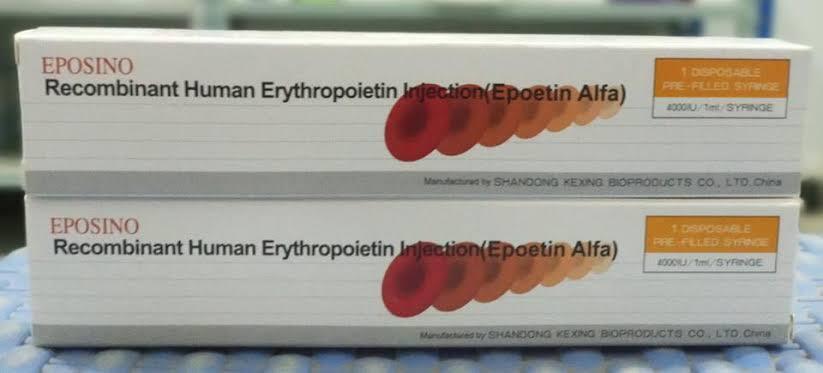 EPOSINO
Recombinant Human Erythropoietin Injection(Epoetin Alfa)
1 DISPOSABLE
PRE-FILLED SYRINGE
4000IU/1ml/SYRINGE
Manufactured by SHANDONG KEXING BIOPRODUCTS CO., LTD.China
EPOSINO
Recombinant Human Erythropoietin Injection(Epoetin Alfa)
1 DISPOSABLE
PRE-FILLED SYRINGE
4000IU/1ml/SYRINGE
Manufactured by SHANDONG KEXING BIOPRODUCTS CO., LTD.China